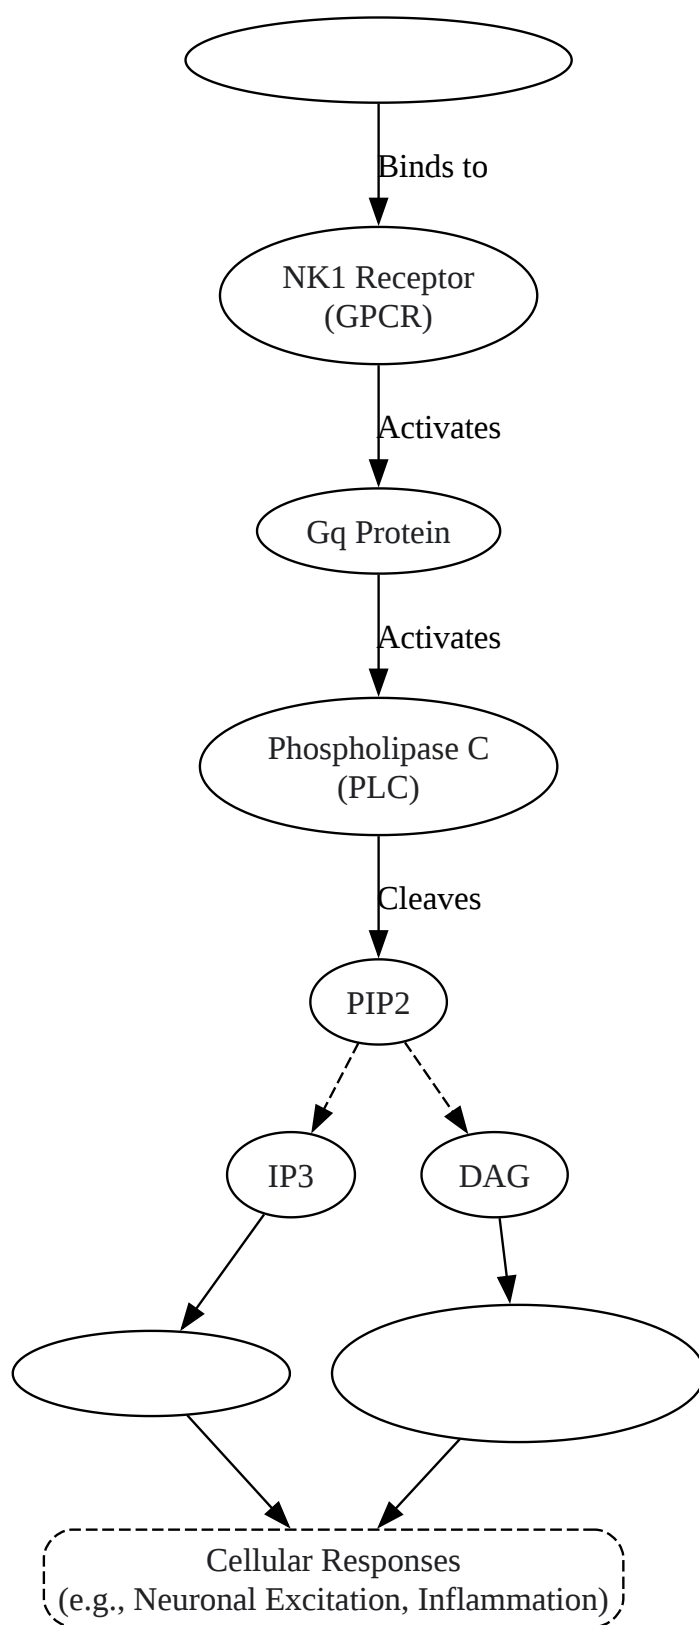 Binds to
NK1 Receptor
(GPCR)
Activates
Gq Protein
Activates
Phospholipase C
(PLC)
Cleaves
PIP2
IP3
DAG
Cellular Responses
(e.g., Neuronal Excitation, Inflammation)